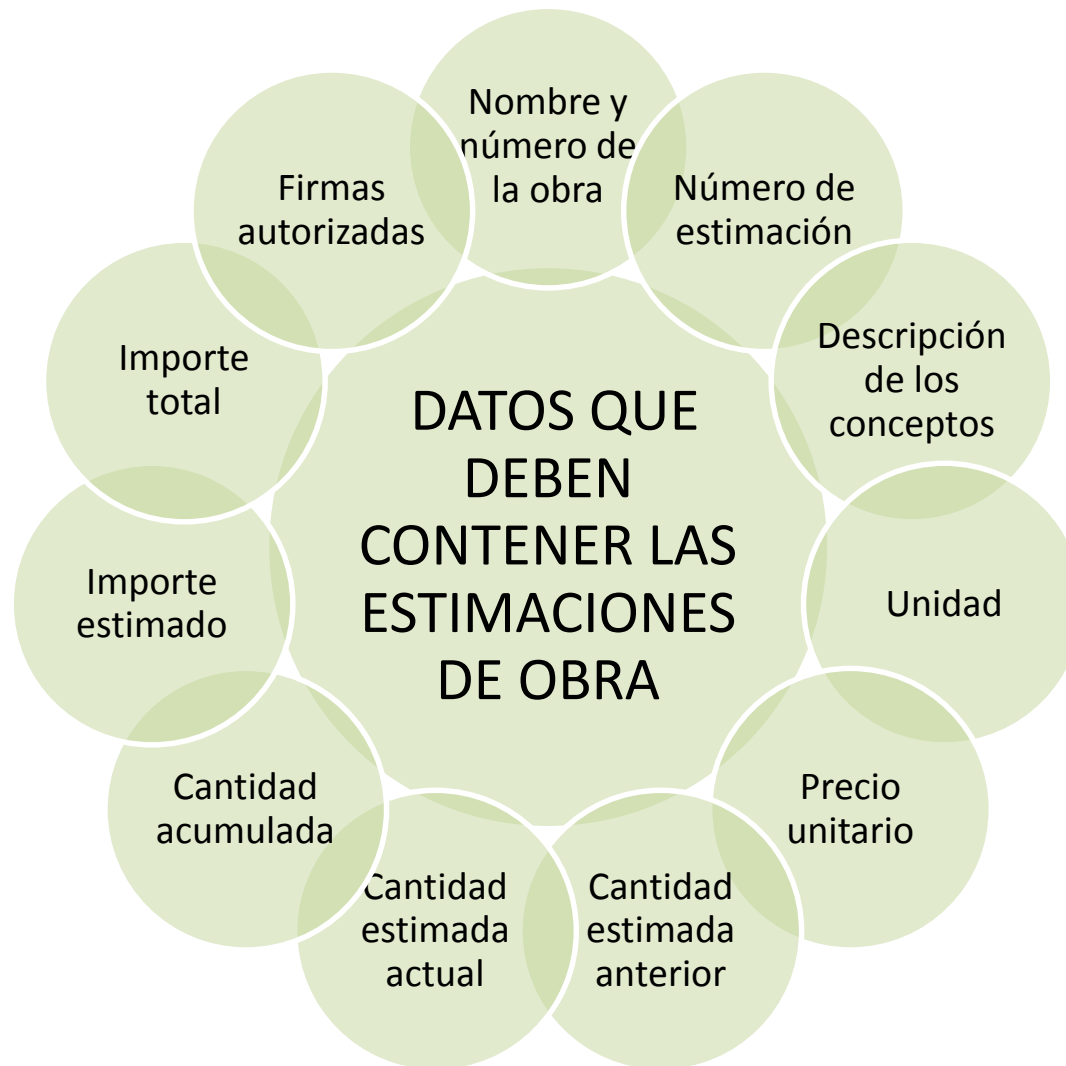 Nombre y
número de
la obra
Número de
estimación
Descripción
de los
conceptos
Unidad
Precio
unitario
Cantidad
estimada
anterior
Cantidad
estimada
actual
Cantidad
acumulada
Importe
estimado
Importe
total
Firmas
autorizadas
DATOS QUE
DEBEN
CONTENER LAS
ESTIMACIONES
DE OBRA